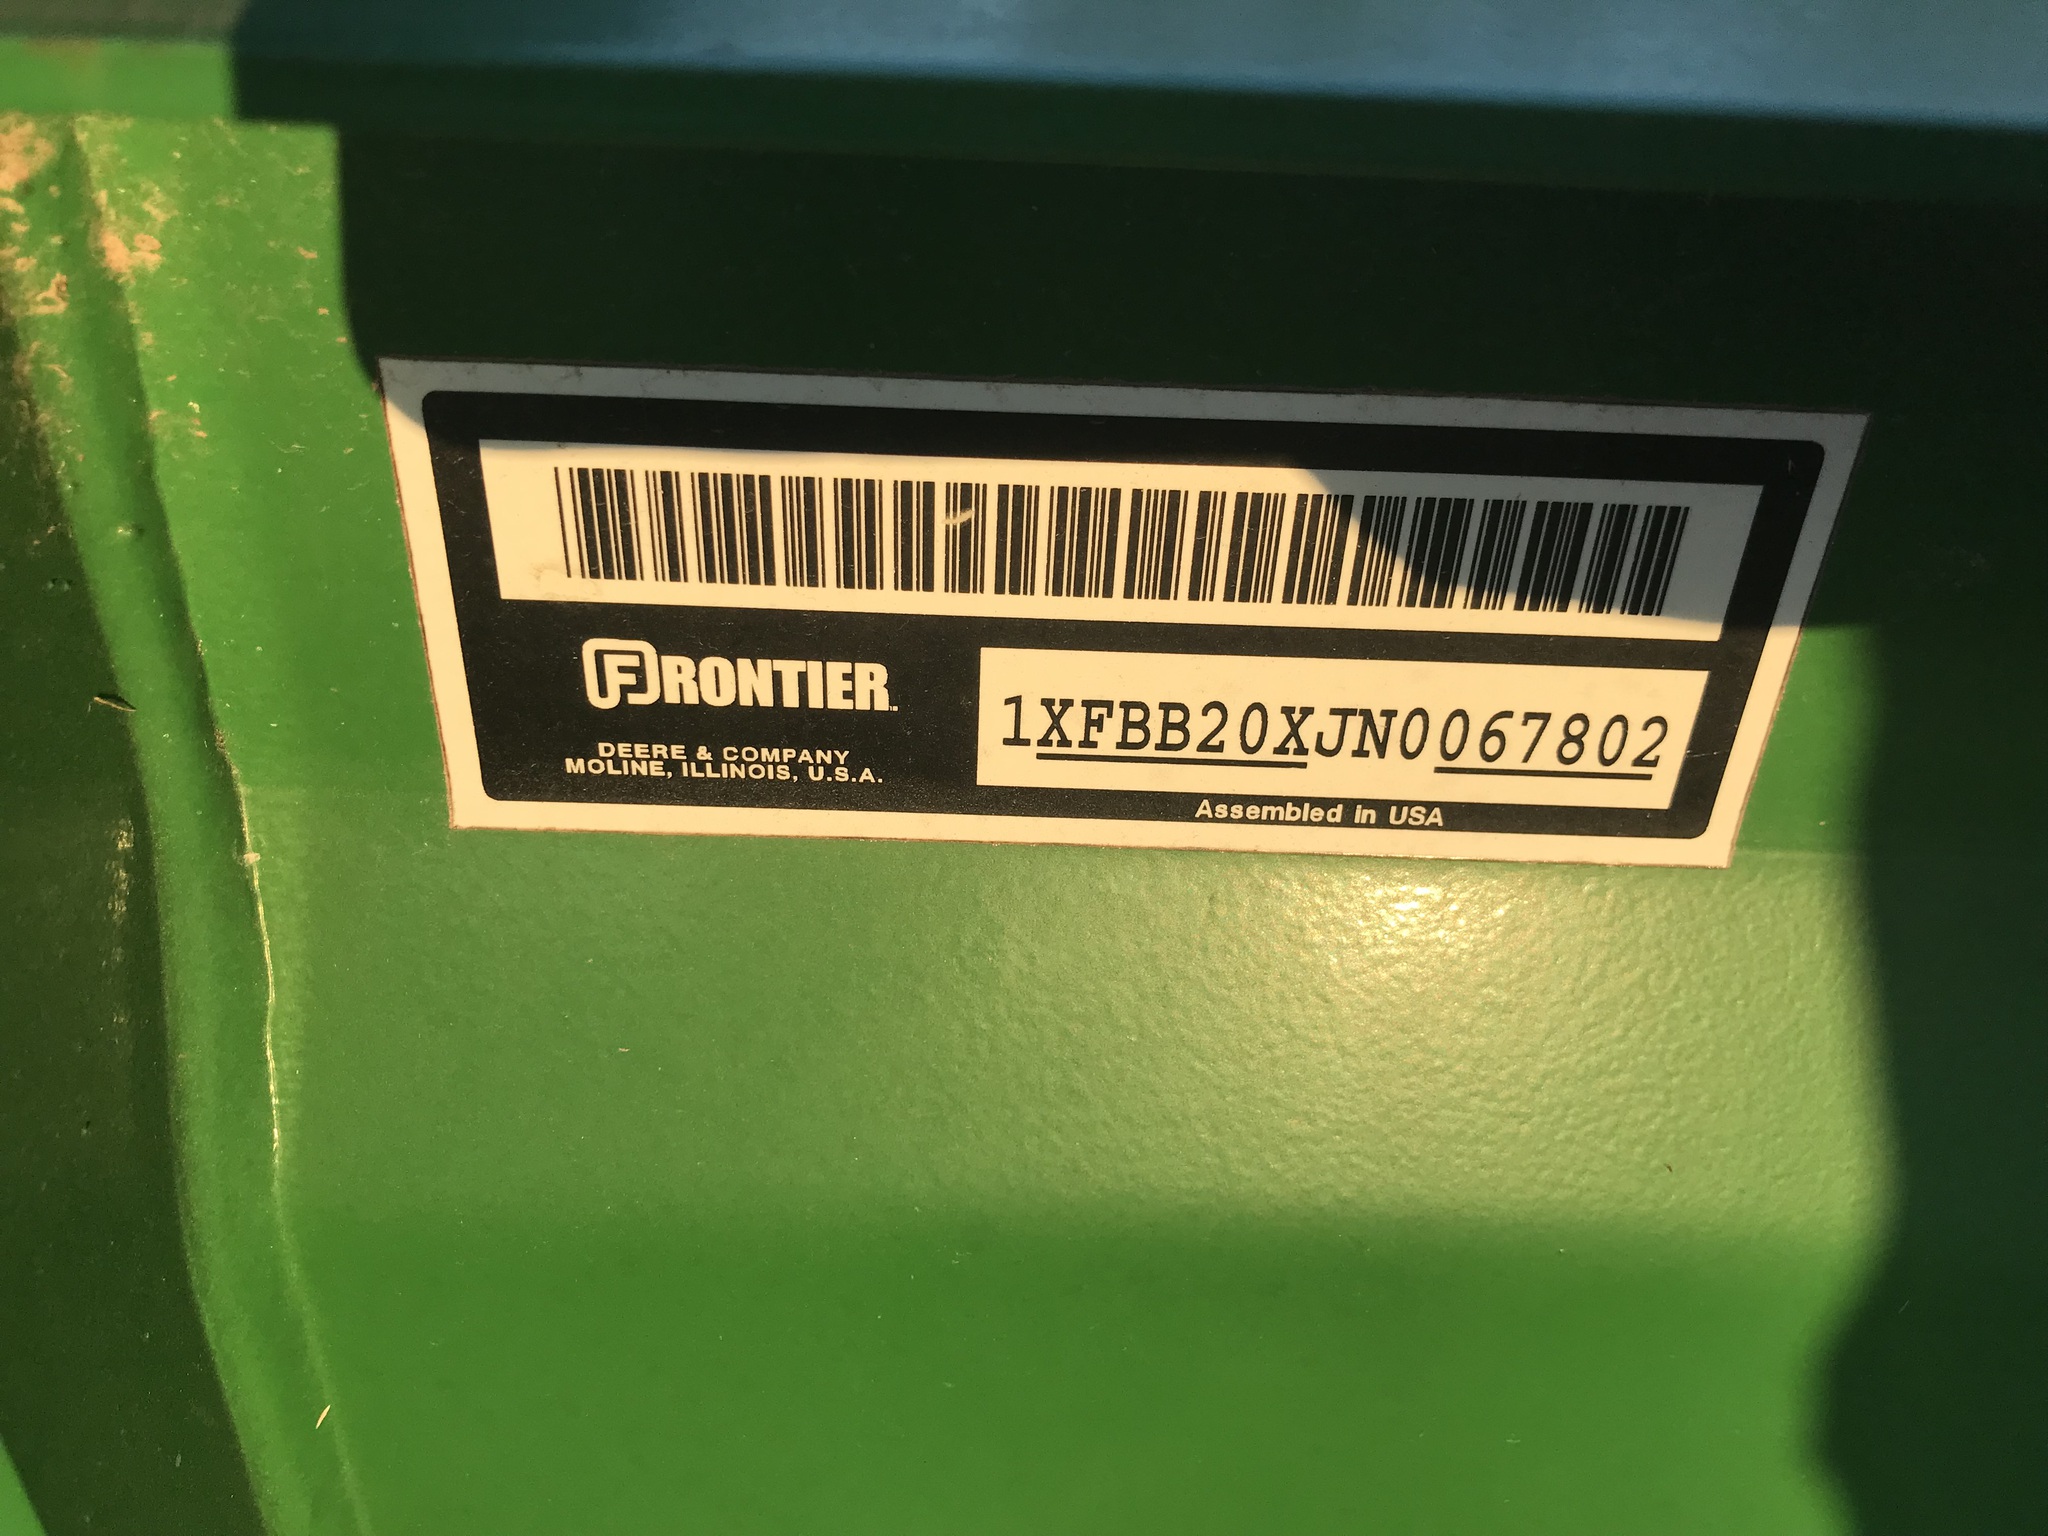 FRONTIER
DEERE & COMPANY
MOLINE, ILLINOIS, U.S.A.
1XFBB20XJN0067802
Assembled in USA